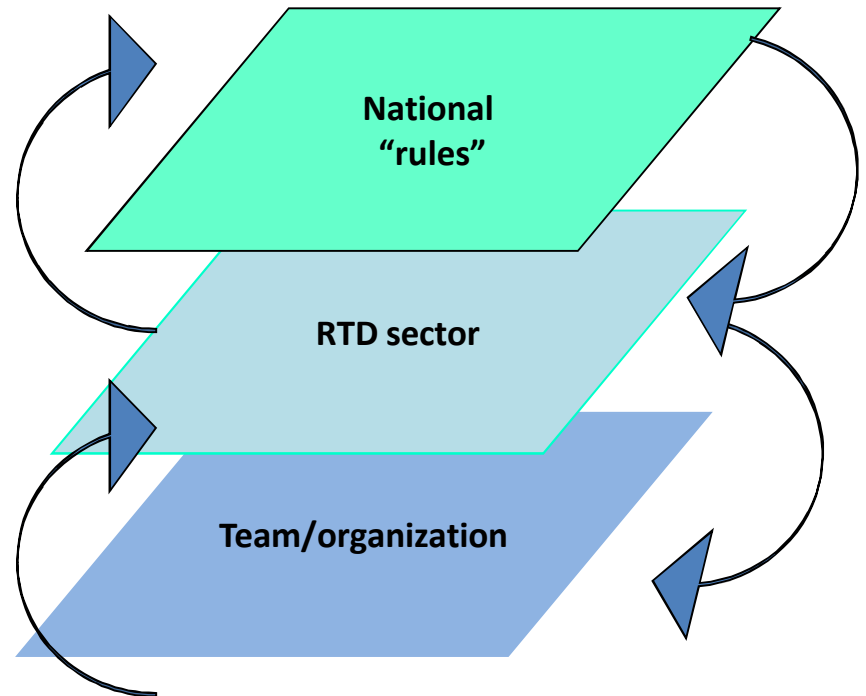 National
“rules”
RTD sector
Team/organization